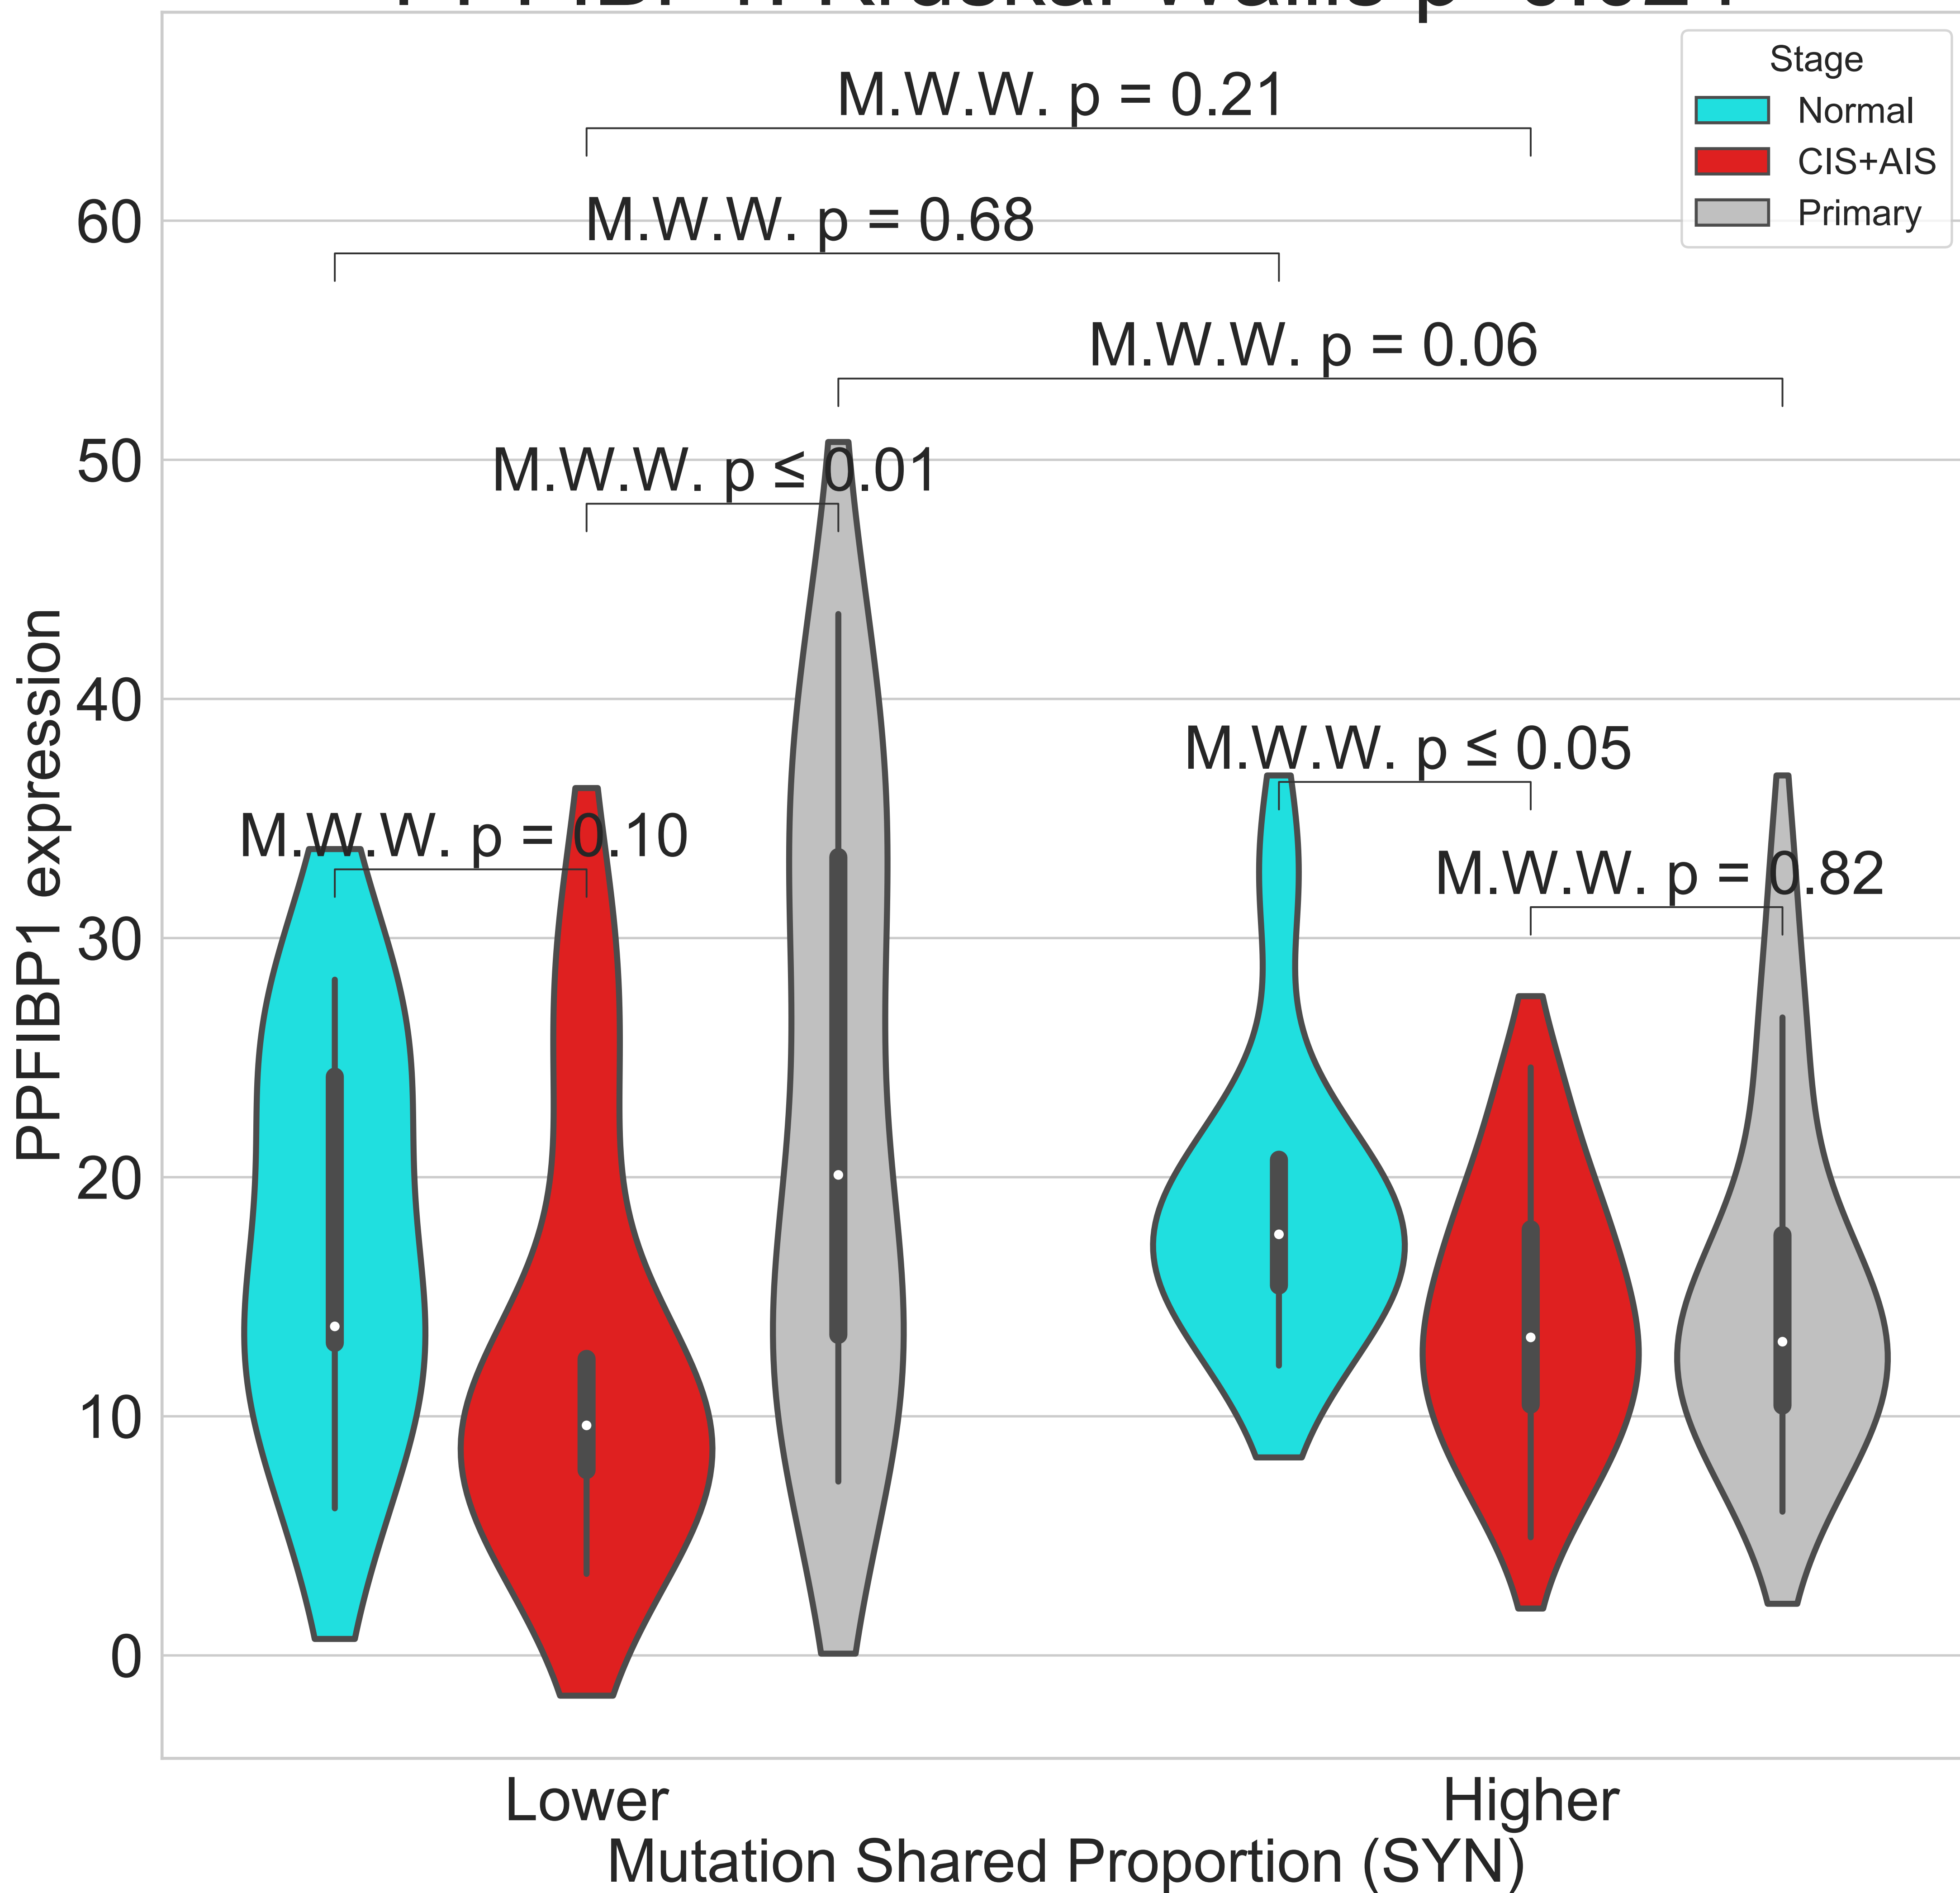 Stage
Normal
CIS+AIS
Primary
M.W.W. p = 0.21
M.W.W. p = 0.68
M.W.W. p = 0.06
M.W.W. p ≤ 0.01
M.W.W. p ≤ 0.05
M.W.W. p = 0.10
M.W.W. p = 0.82
60
50
40
30
20
10
0
PPFIBP1 expression
Lower
Higher
Mutation Shared Proportion (SYN)